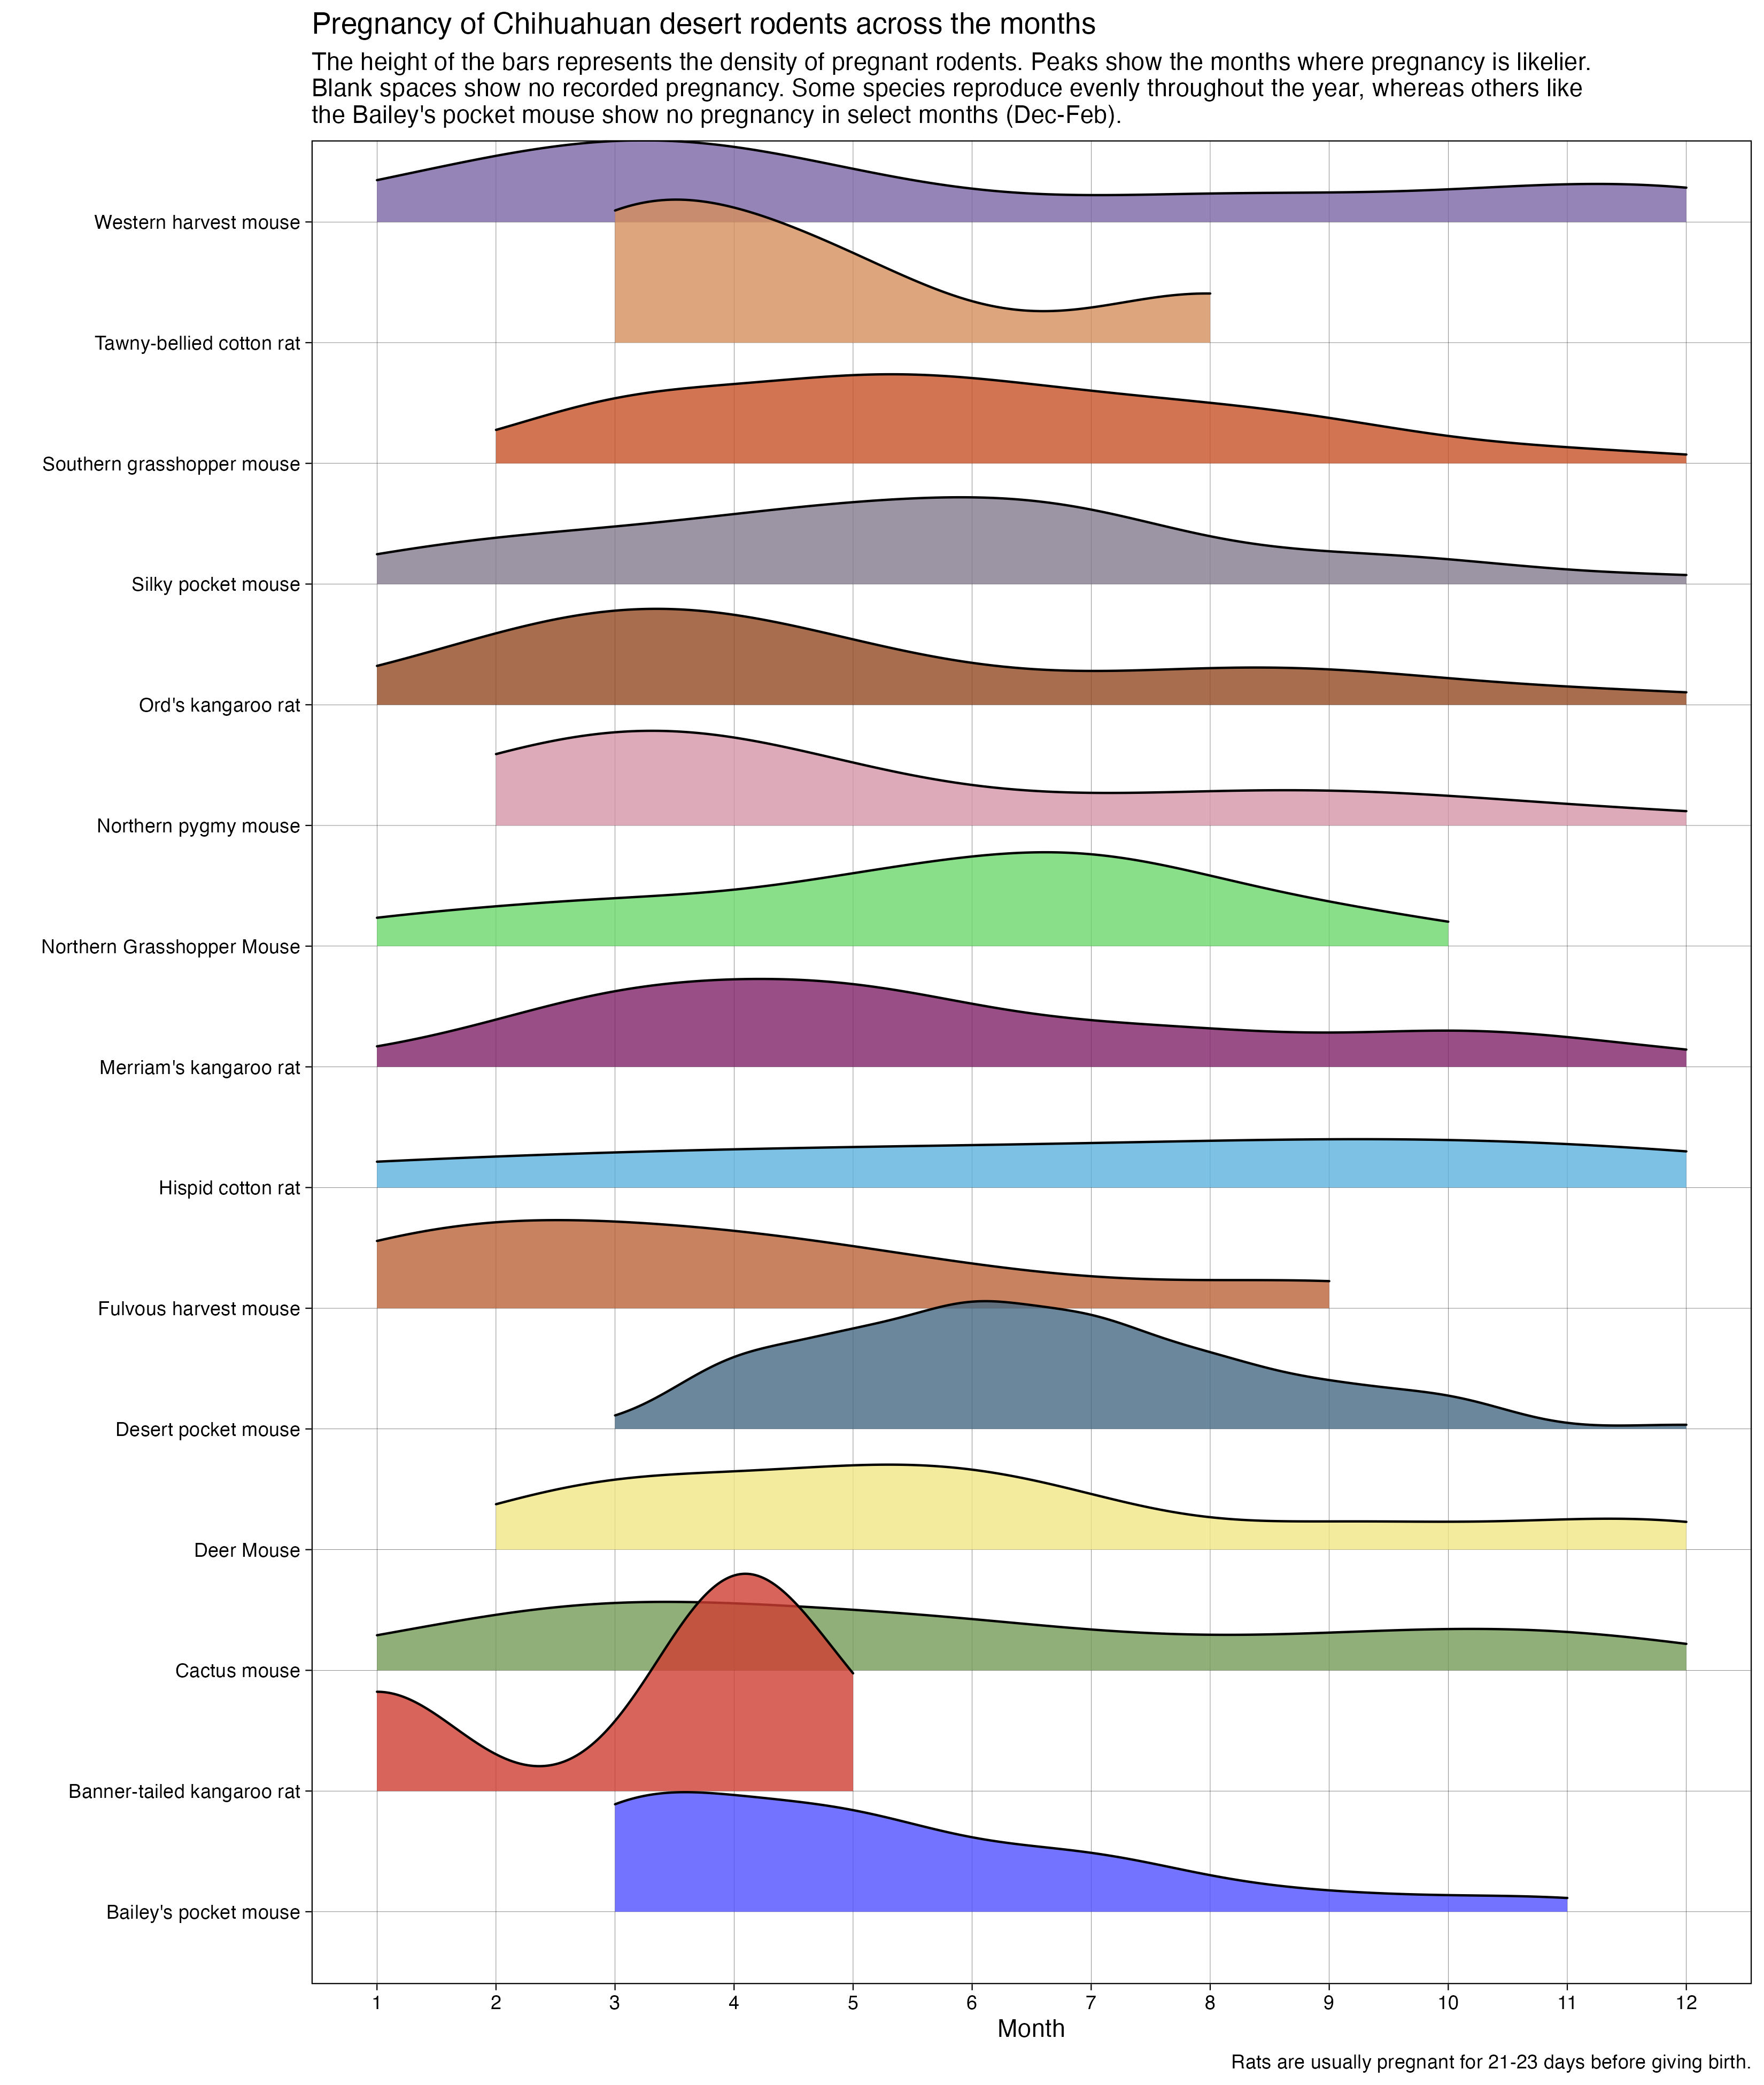 Pregnancy of Chihuahuan desert rodents across the months
The height of the bars represents the density of pregnant rodents. Peaks show the months where pregnancy is likelier.
Blank spaces show no recorded pregnancy. Some species reproduce evenly throughout the year, whereas others like
the Bailey's pocket mouse show no pregnancy in select months (Dec-Feb).
Western harvest mouse
Tawny-bellied cotton rat
Southern grasshopper mouse
Silky pocket mouse
Ord's kangaroo rat
Northern pygmy mouse
Northern Grasshopper Mouse
Merriam's kangaroo rat
Hispid cotton rat
Fulvous harvest mouse
Desert pocket mouse
Deer Mouse
Cactus mouse
Banner-tailed kangaroo rat
Bailey's pocket mouse
1 2 3 4 5 6 7 8 9 10 11 12
Month
Rats are usually pregnant for 21-23 days before giving birth.